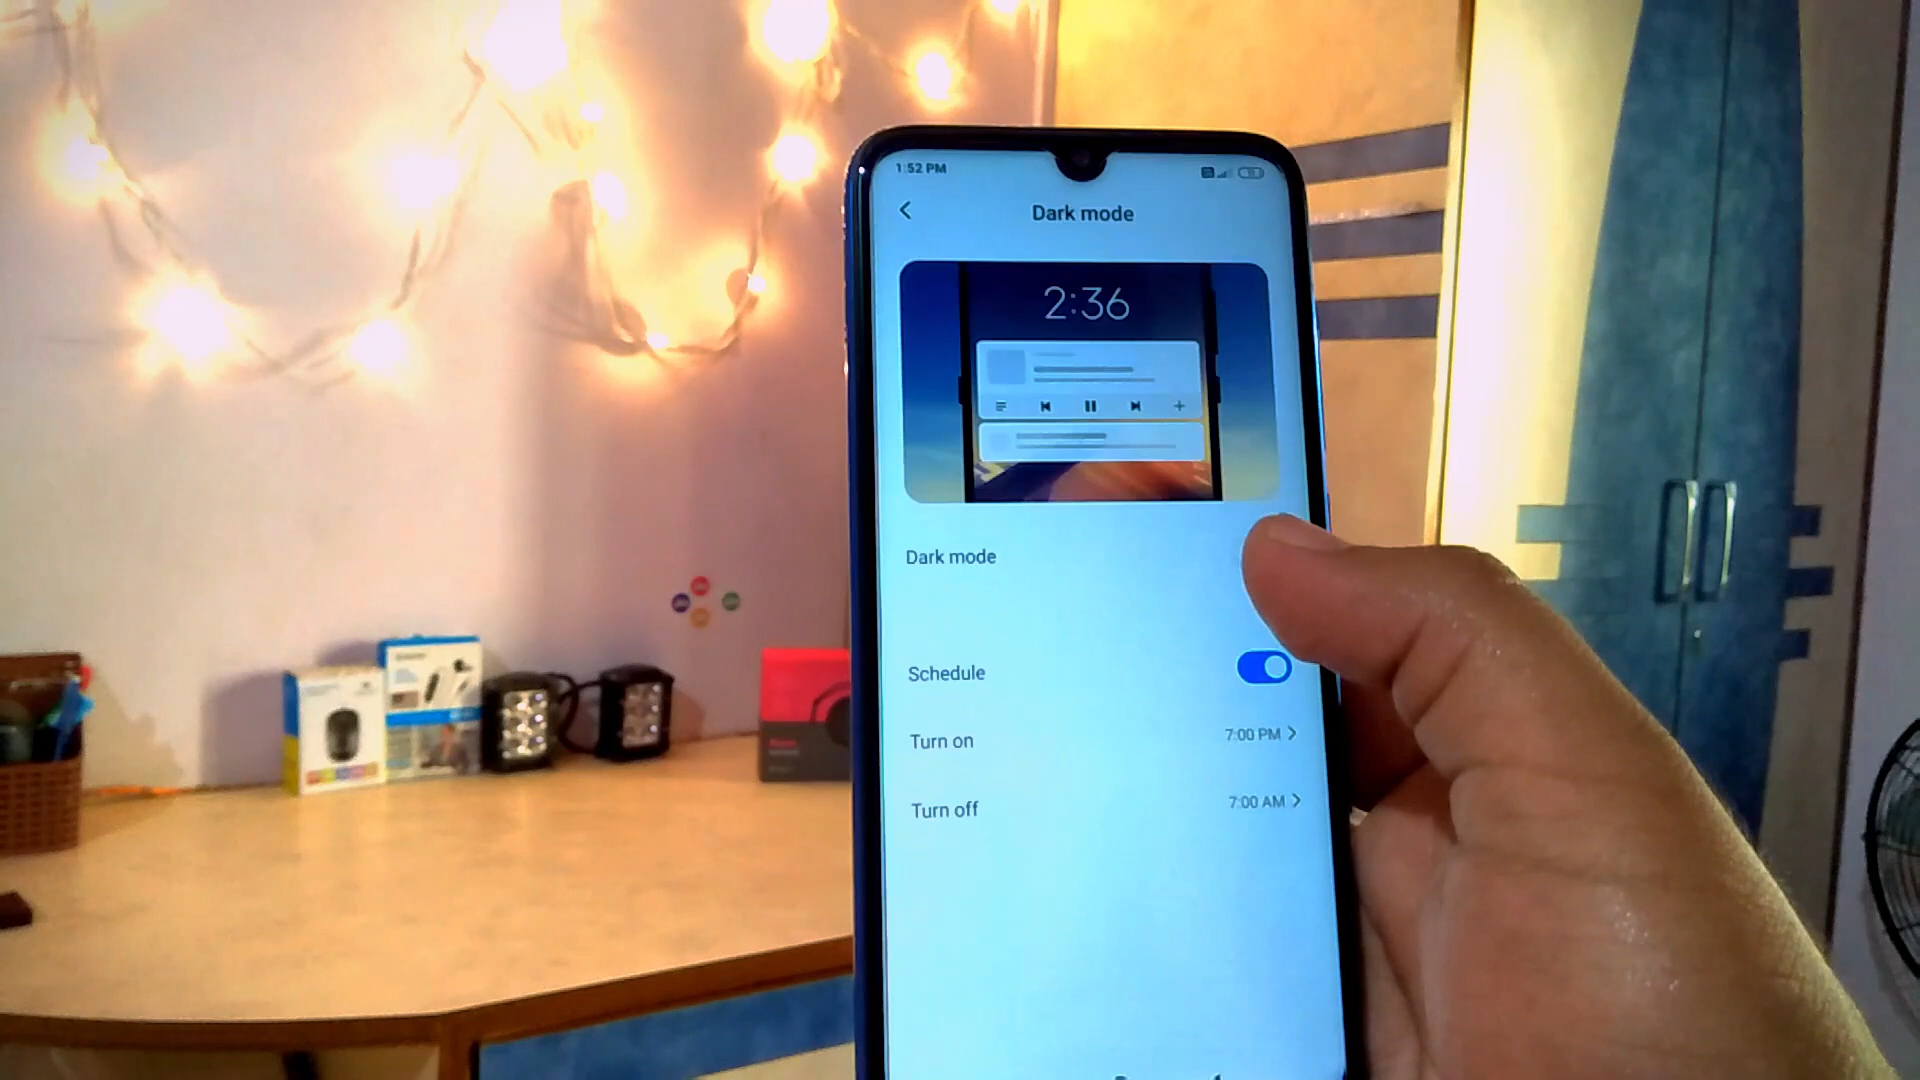 1:52 PM
Dark mode
2:36
Dark mode
Schedule
Turn on 7:00 PM
Turn off 7:00 AM